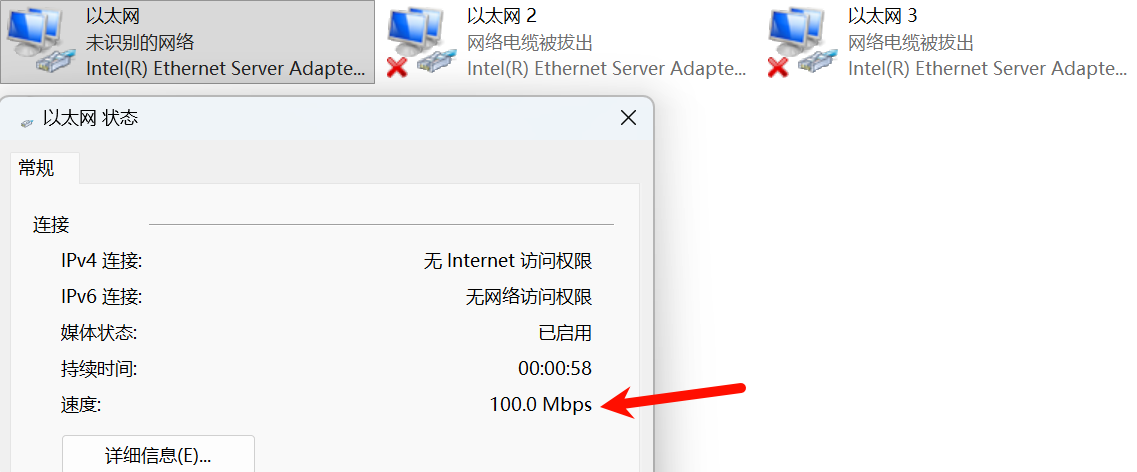 以太网
未识别的网络
Intel(R) Ethernet Server Adapte...
以太网 2
网络电缆被拔出
Intel(R) Ethernet Server Adapte...
以太网 3
网络电缆被拔出
Intel(R) Ethernet Server Adapte...
以太网 状态
常规
连接
IPv4 连接: 无 Internet 访问权限
IPv6 连接: 无网络访问权限
媒体状态: 已启用
持续时间: 00:00:58
速度: 100.0 Mbps
详细信息(E)...